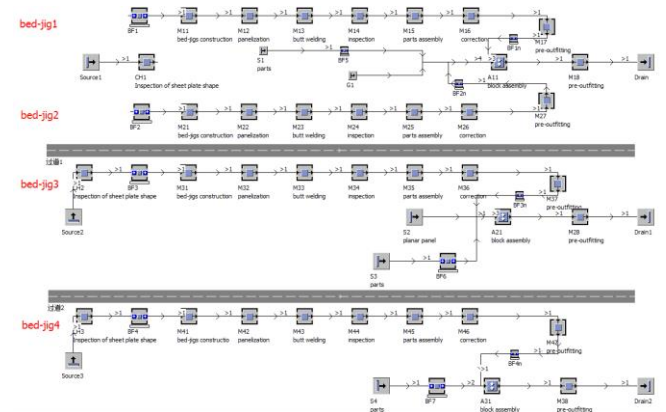 bed-jig1
BF1 M11 M12 M13 M14 M15 M16 M17
bed-jigs construction panelization butt welding inspection parts assembly correction pre-outfitting
BF1n
S1
parts
BF5
Source1 CH1 G1 A11 M18 Drain
Inspection of sheet plate shape block assembly pre-outfitting
BF2n
bed-jig2
BF2 M21 M22 M23 M24 M25 M26 M27
bed-jigs construction panelization butt welding inspection parts assembly correction pre-outfitting
过道1
bed-jig3
BF3 M31 M32 M33 M34 M35 M36 M37
Inspection of sheet plate shape bed-jigs construction panelization butt welding inspection parts assembly correction pre-outfitting
BF3n
Source2
S2 A21 M28 Drain1
planer panel block assembly pre-outfitting
S3 BF6
parts
过道2
bed-jig4
BF4 M41 M42 M43 M44 M45 M46
Inspection of sheet plate shape bed-jigs constructio panelization butt welding inspection parts assembly correction pre-outfitting
BF4n
Source3
S4 BF7 A31 M38 Drain2
parts block assembly pre-outfitting